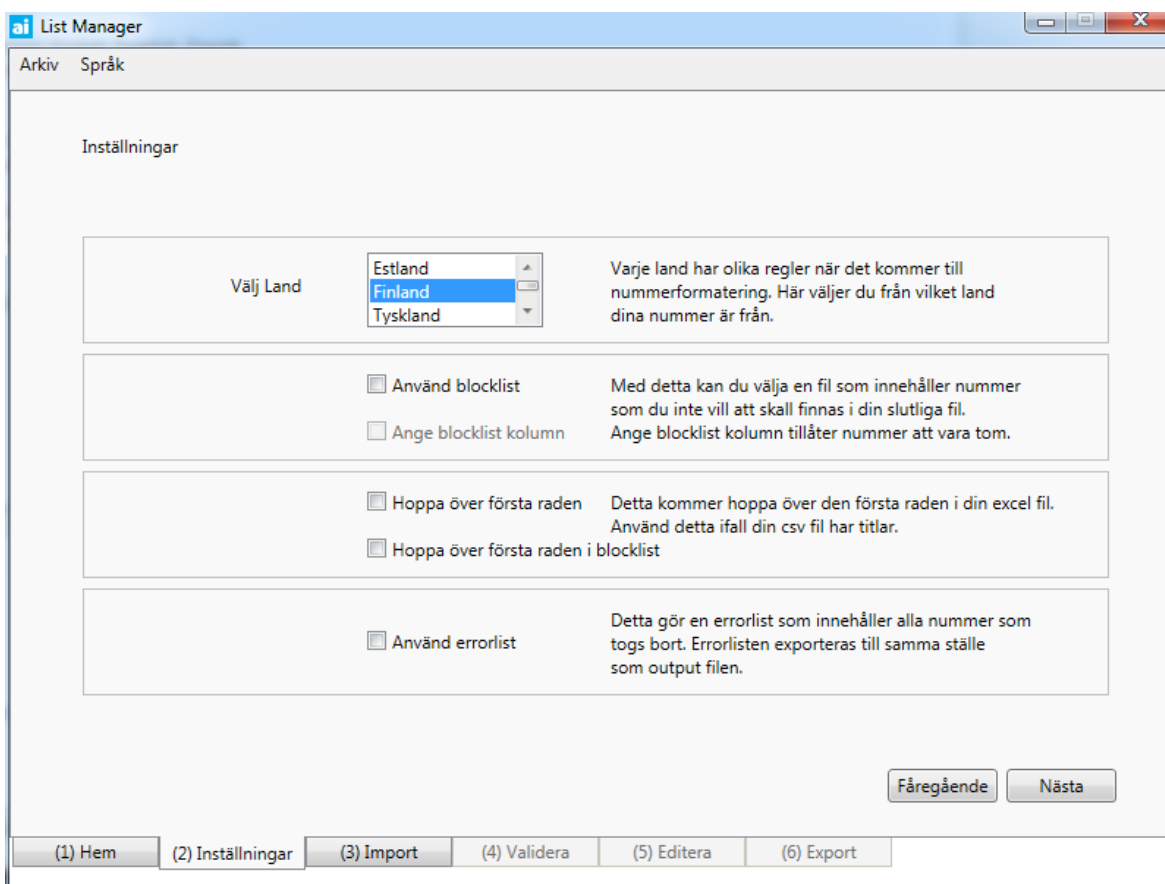 ai List Manager
Arkiv Språk
Inställningar
Välj Land
Estland
Finland
Tyskland
Varje land har olika regler när det kommer till
nummerformatering. Här väljer du från vilket land
dina nummer är från.
Använd blocklist
Ange blocklist kolumn
Med detta kan du välja en fil som innehåller nummer
som du inte vill att skall finnas i din slutliga fil.
Ange blocklist kolumn tillåter nummer att vara tom.
Hoppa över första raden
Hoppa över första raden i blocklist
Detta kommer hoppa över den första raden i din excel fil.
Använd detta ifall din csv fil har titlar.
Använd errorlist
Detta gör en errorlist som innehåller alla nummer som
togs bort. Errorlisten exporteras till samma ställe
som output filen.
Fåregående Nästa
(1) Hem (2) Inställningar (3) Import (4) Validera (5) Editera (6) Export